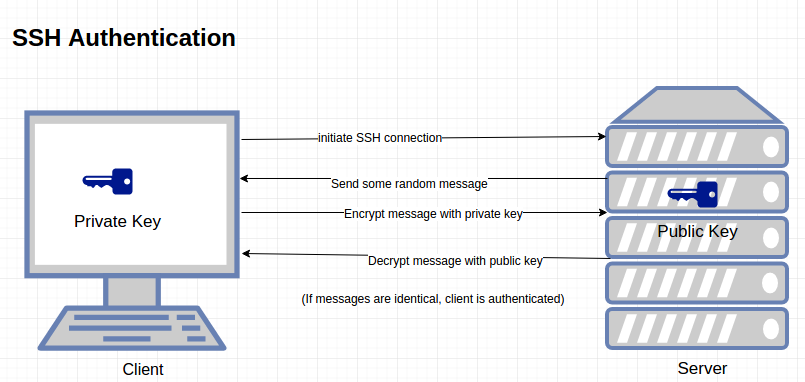 SSH Authentication
initiate SSH connection
Send some random message
Private Key
Encrypt message with private key
Public Key
Decrypt message with public key
(If messages are identical, client is authenticated)
Client
Server